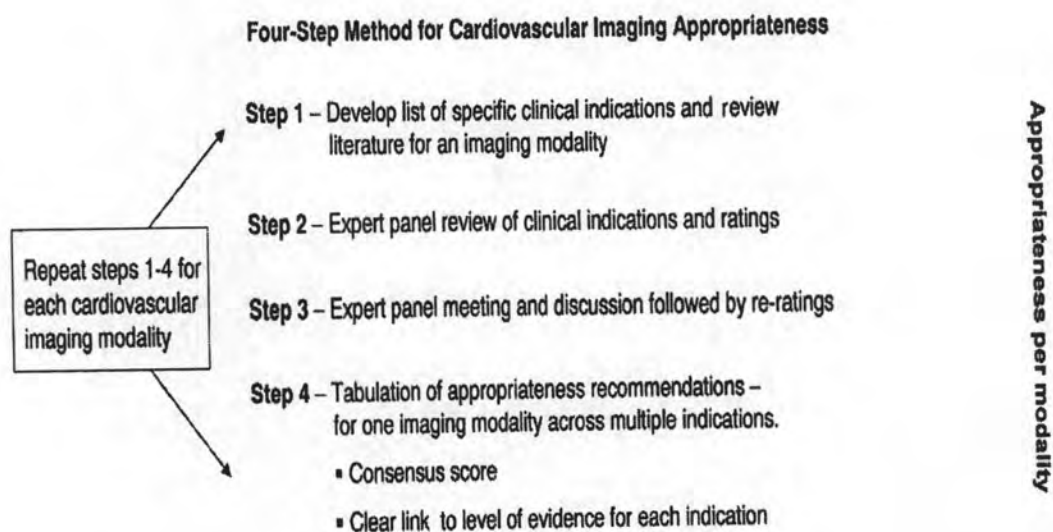 Four-Step Method for Cardiovascular Imaging Appropriateness
Step 1 – Develop list of specific clinical indications and review
literature for an imaging modality
Step 2 – Expert panel review of clinical indications and ratings
Repeat steps 1-4 for
each cardiovascular
imaging modality
Step 3 – Expert panel meeting and discussion followed by re-ratings
Step 4 – Tabulation of appropriateness recommendations –
for one imaging modality across multiple indications.
▪ Consensus score
▪ Clear link to level of evidence for each indication
Appropriateness per modality